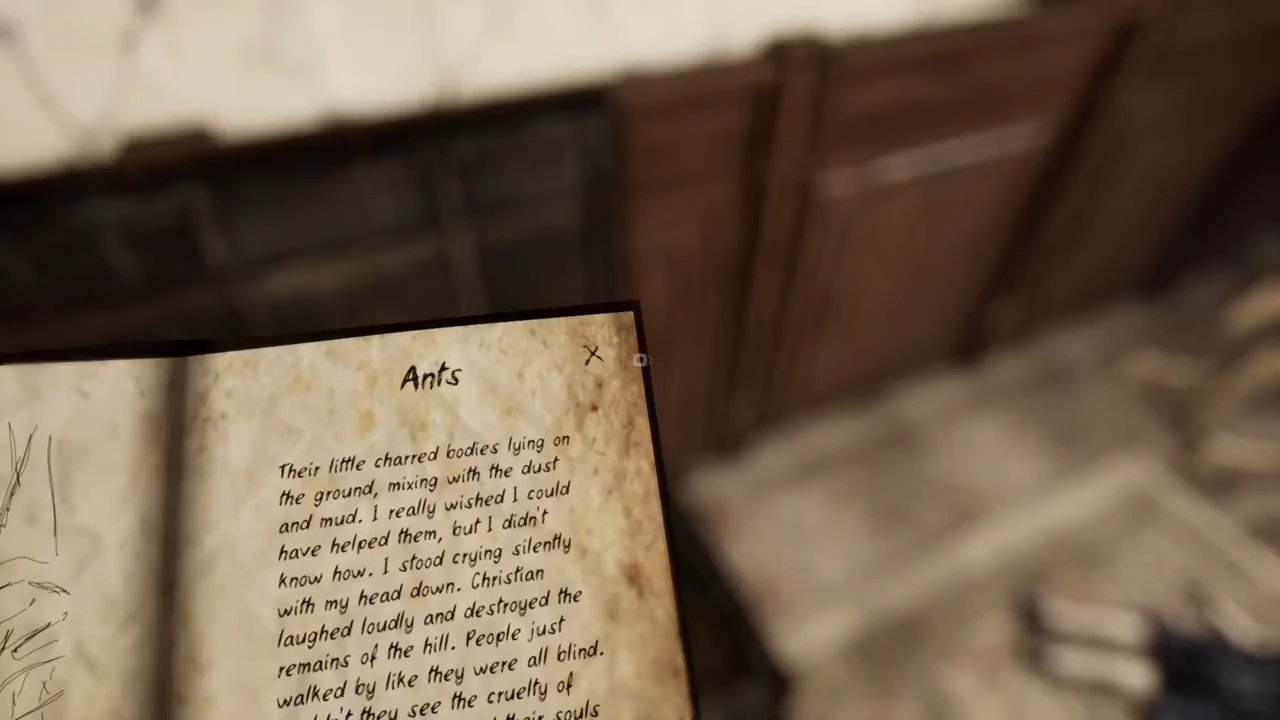 Ants
X
Their little charred bodies lying on
the ground, mixing with the dust
and mud. I really wished I could
have helped them, but I didn't
know how. I stood crying silently
with my head down. Christian
laughed loudly and destroyed the
remains of the hill. People just
walked by like they were all blind.
they see the cruelty of
their souls